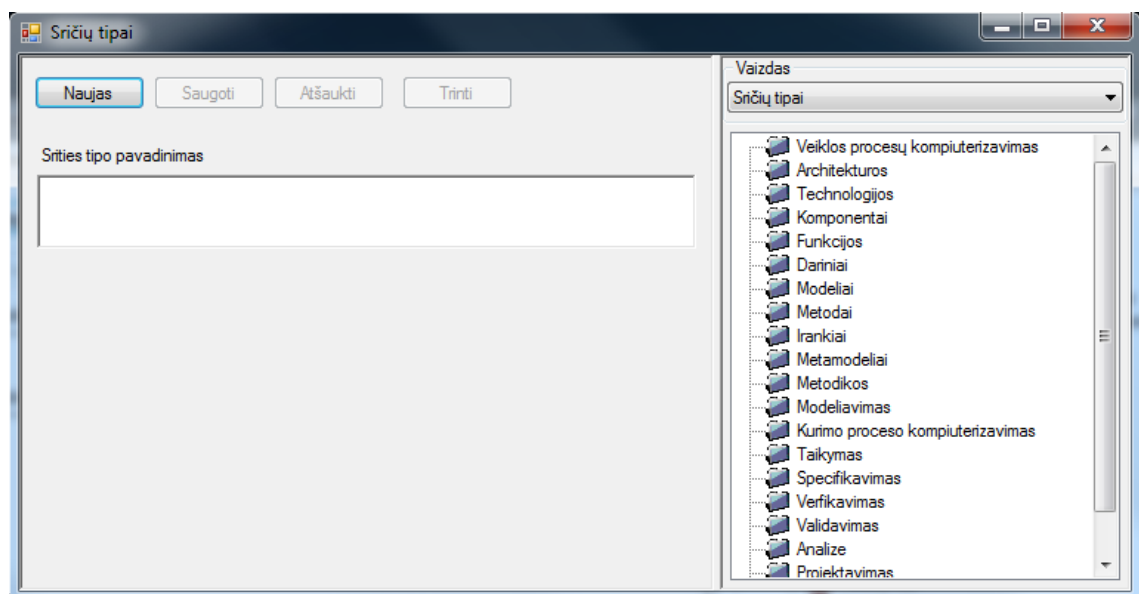 Sričių tipai
Naujas
Saugoti
Atšaukti
Trinti
Srities tipo pavadinimas
Vaizdas
Sričių tipai
Veiklos procesų kompiuterizavimas
Architekturos
Technologijos
Komponentai
Funkcijos
Dariniai
Modeliai
Metodai
Irankiai
Metamodeliai
Metodikos
Modeliavimas
Kurimo proceso kompiuterizavimas
Taikymas
Specifikavimas
Verfikavimas
Validavimas
Analize
Projektavimas